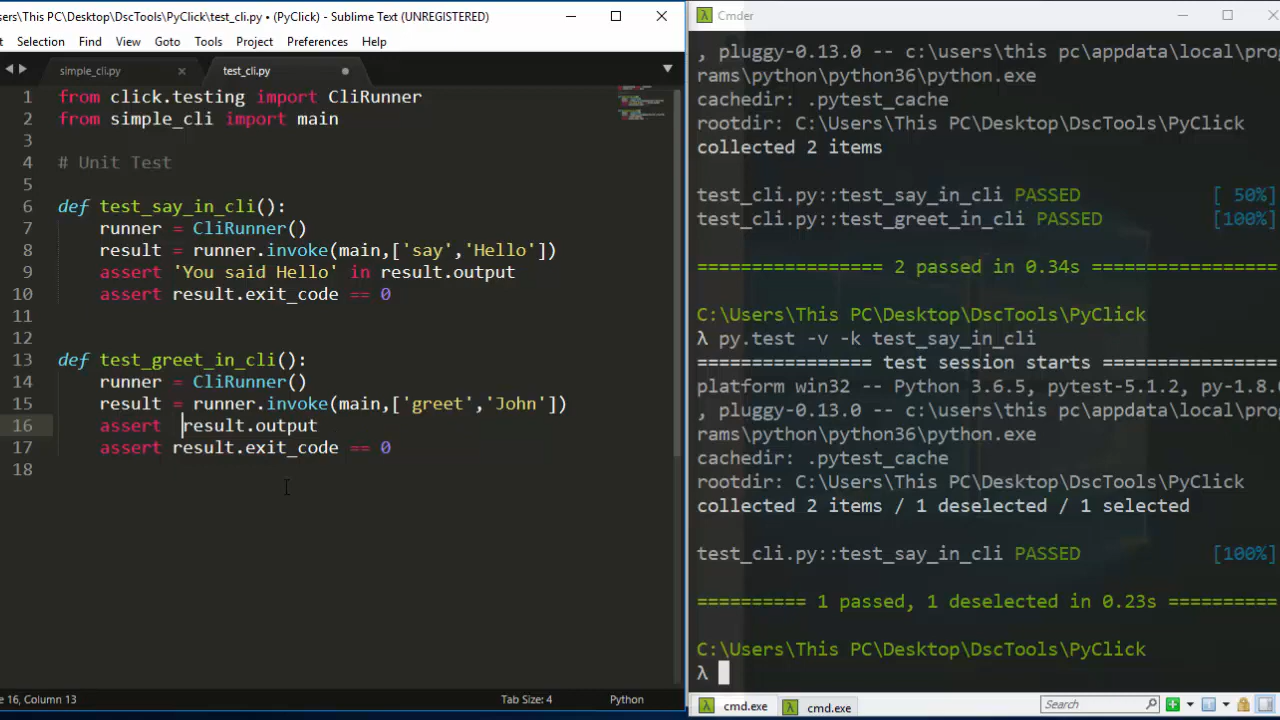 ers\This PC\Desktop\DscTools\PyClick\test_cli.py • (PyClick) - Sublime Text (UNREGISTERED)
Selection Find View Goto Tools Project Preferences Help
simple_cli.py × test_cli.py
1 from click.testing import CliRunner
2 from simple_cli import main
3
4 # Unit Test
5
6 def test_say_in_cli():
7 runner = CliRunner()
8 result = runner.invoke(main,['say','Hello'])
9 assert 'You said Hello' in result.output
10 assert result.exit_code == 0
11
12
13 def test_greet_in_cli():
14 runner = CliRunner()
15 result = runner.invoke(main,['greet','John'])
16 assert  result.output
17 assert result.exit_code == 0
18
e 16, Column 13 Tab Size: 4 Python
Cmder
, pluggy-0.13.0 -- c:\users\this pc\appdata\local\prog
rams\python\python36\python.exe
cachedir: .pytest_cache
rootdir: C:\Users\This PC\Desktop\DscTools\PyClick
collected 2 items
test_cli.py::test_say_in_cli PASSED [ 50%]
test_cli.py::test_greet_in_cli PASSED [100%]
================= 2 passed in 0.34s ==================
C:\Users\This PC\Desktop\DscTools\PyClick
λ py.test -v -k test_say_in_cli
================= test session starts ================
platform win32 -- Python 3.6.5, pytest-5.1.2, py-1.8.0
, pluggy-0.13.0 -- c:\users\this pc\appdata\local\prog
rams\python\python36\python.exe
cachedir: .pytest_cache
rootdir: C:\Users\This PC\Desktop\DscTools\PyClick
collected 2 items / 1 deselected / 1 selected
test_cli.py::test_say_in_cli PASSED [100%]
========== 1 passed, 1 deselected in 0.23s ===========
C:\Users\This PC\Desktop\DscTools\PyClick
λ
cmd.exe cmd.exe Search